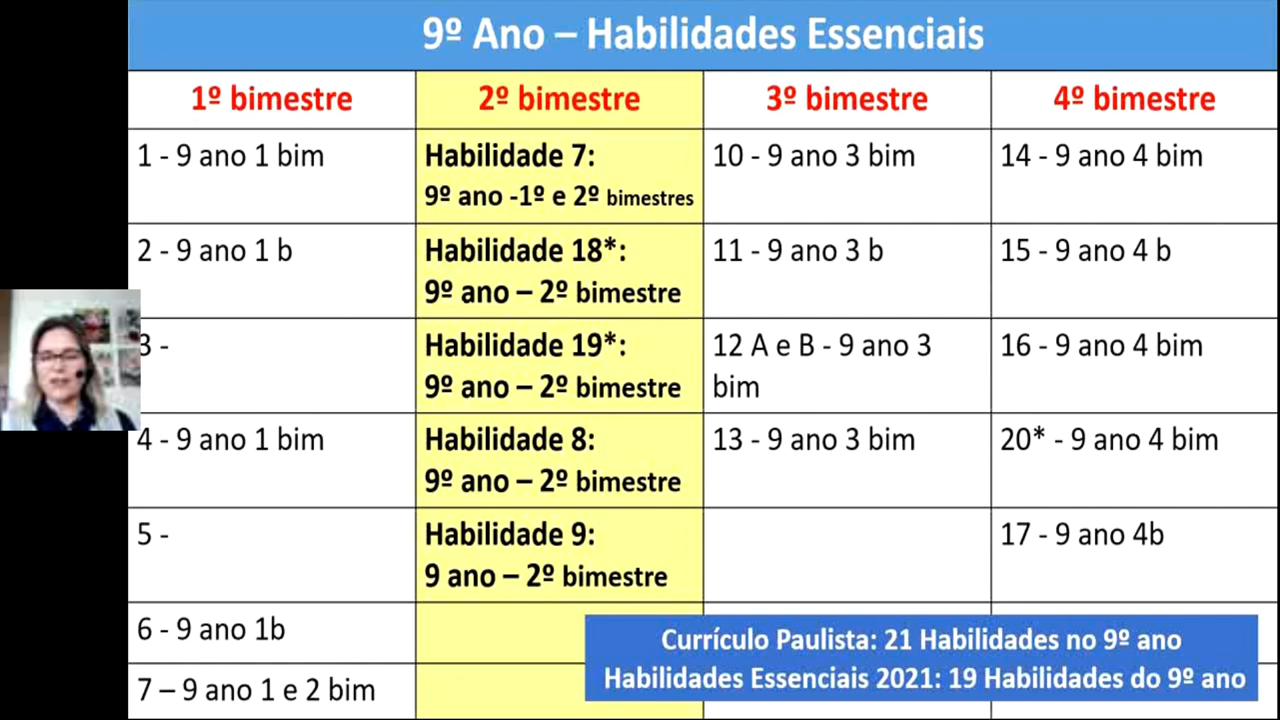 9º Ano – Habilidades Essenciais
1º bimestre
2º bimestre
3º bimestre
4º bimestre
1 - 9 ano 1 bim
Habilidade 7:
9º ano -1º e 2º bimestres
10 - 9 ano 3 bim
14 - 9 ano 4 bim
2 - 9 ano 1 b
Habilidade 18*:
9º ano – 2º bimestre
11 - 9 ano 3 b
15 - 9 ano 4 b
3 -
Habilidade 19*:
9º ano – 2º bimestre
12 A e B - 9 ano 3
bim
16 - 9 ano 4 bim
4 - 9 ano 1 bim
Habilidade 8:
9º ano – 2º bimestre
13 - 9 ano 3 bim
20* - 9 ano 4 bim
5 -
Habilidade 9:
9 ano – 2º bimestre
17 - 9 ano 4b
6 - 9 ano 1b
7 – 9 ano 1 e 2 bim
Currículo Paulista: 21 Habilidades no 9º ano
Habilidades Essenciais 2021: 19 Habilidades do 9º ano